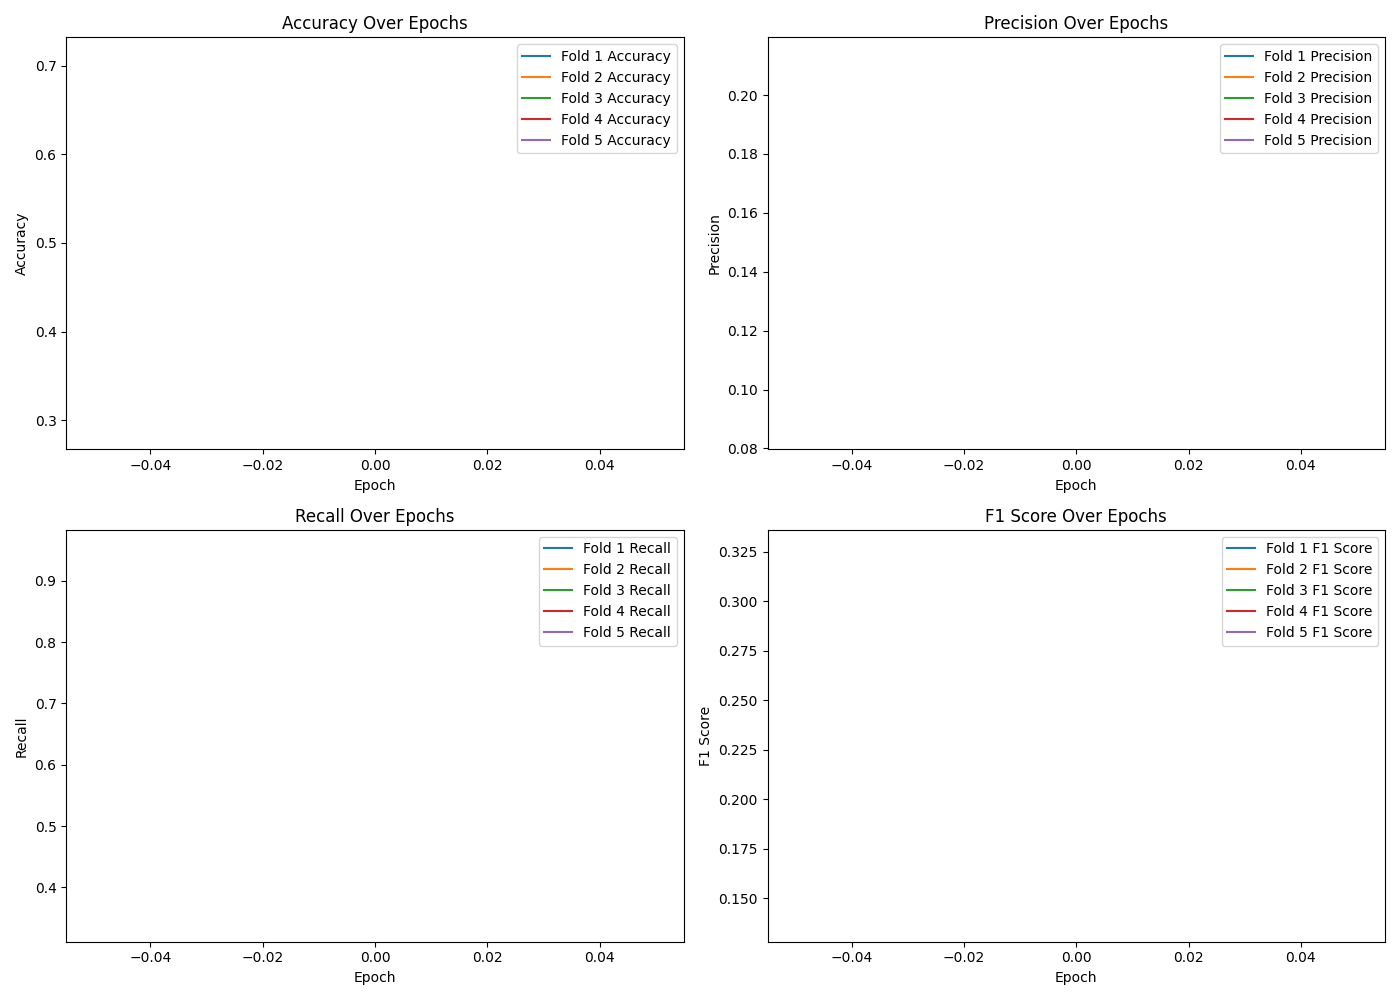 Accuracy Over Epochs
Accuracy
0.7
0.6
0.5
0.4
0.3
Fold 1 Accuracy
Fold 2 Accuracy
Fold 3 Accuracy
Fold 4 Accuracy
Fold 5 Accuracy
−0.04 −0.02 0.00 0.02 0.04
Epoch
Precision Over Epochs
Precision
0.20
0.18
0.16
0.14
0.12
0.10
0.08
Fold 1 Precision
Fold 2 Precision
Fold 3 Precision
Fold 4 Precision
Fold 5 Precision
−0.04 −0.02 0.00 0.02 0.04
Epoch
Recall Over Epochs
Recall
0.9
0.8
0.7
0.6
0.5
0.4
Fold 1 Recall
Fold 2 Recall
Fold 3 Recall
Fold 4 Recall
Fold 5 Recall
−0.04 −0.02 0.00 0.02 0.04
Epoch
F1 Score Over Epochs
F1 Score
0.325
0.300
0.275
0.250
0.225
0.200
0.175
0.150
Fold 1 F1 Score
Fold 2 F1 Score
Fold 3 F1 Score
Fold 4 F1 Score
Fold 5 F1 Score
−0.04 −0.02 0.00 0.02 0.04
Epoch